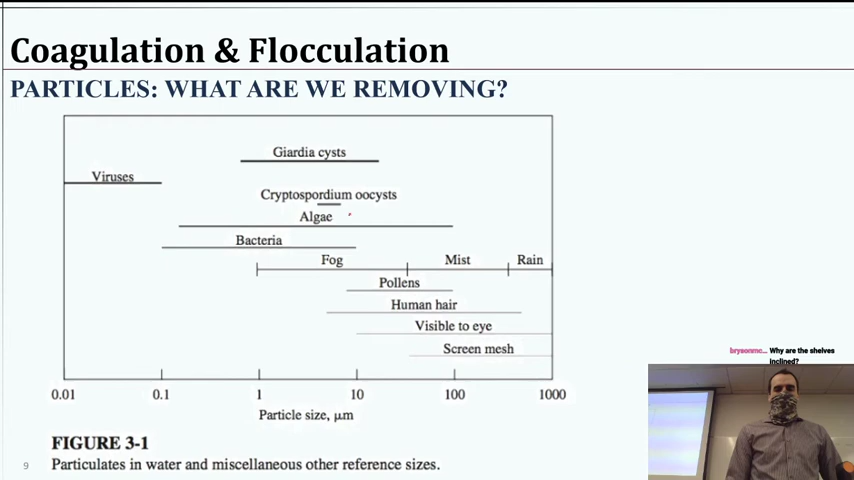 Coagulation & Flocculation
PARTICLES: WHAT ARE WE REMOVING?
Giardia cysts
Viruses
Cryptospordium oocysts
Algae
Bacteria
Fog Mist Rain
Pollens
Human hair
Visible to eye
Screen mesh
0.01 0.1 1 10 100 1000
Particle size, μm
FIGURE 3-1
Particulates in water and miscellaneous other reference sizes.
9
brysonmc... Why are the shelves
inclined?